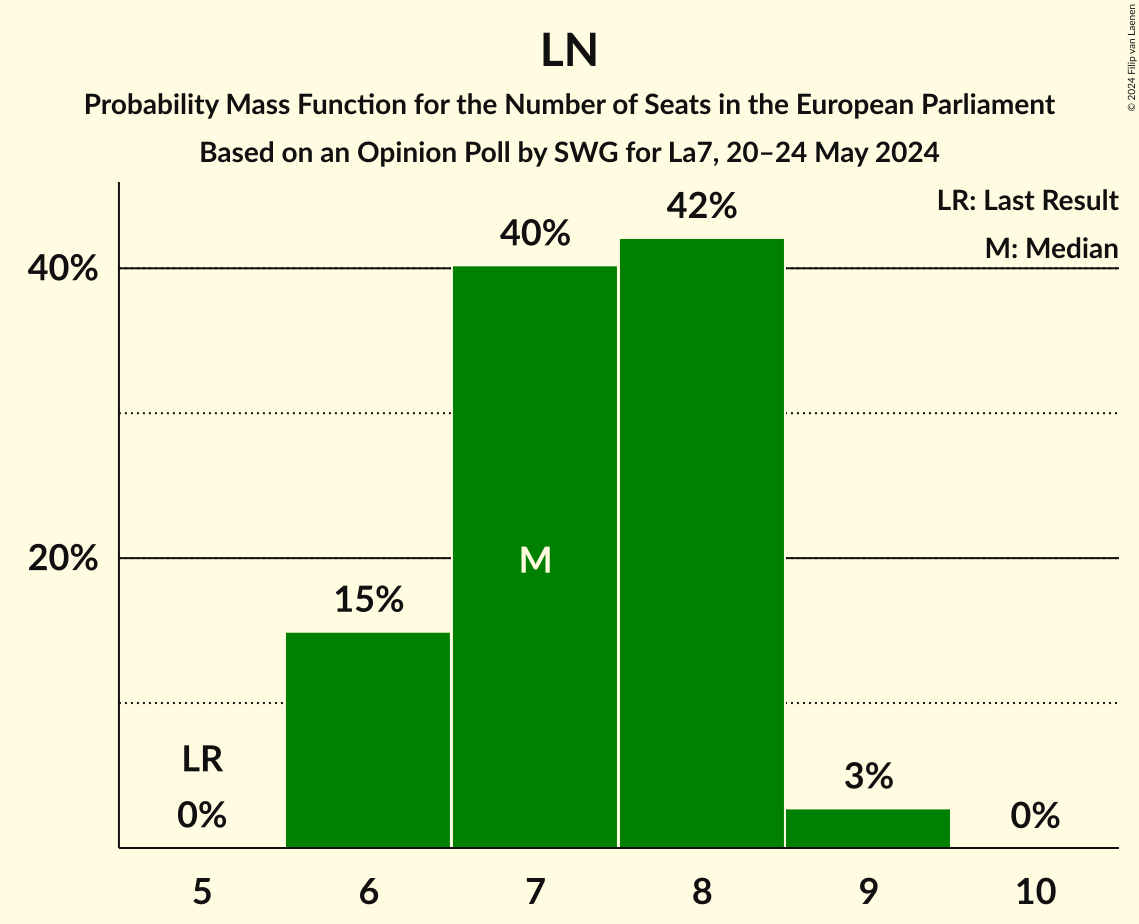 LN
Probability Mass Function for the Number of Seats in the European Parliament
Based on an Opinion Poll by SWG for La7, 20–24 May 2024
© 2024 Filip van Laenen
LR: Last Result
M: Median
42%
40%
40%
M
20%
15%
LR
3%
0%
0%
5 6 7 8 9 10